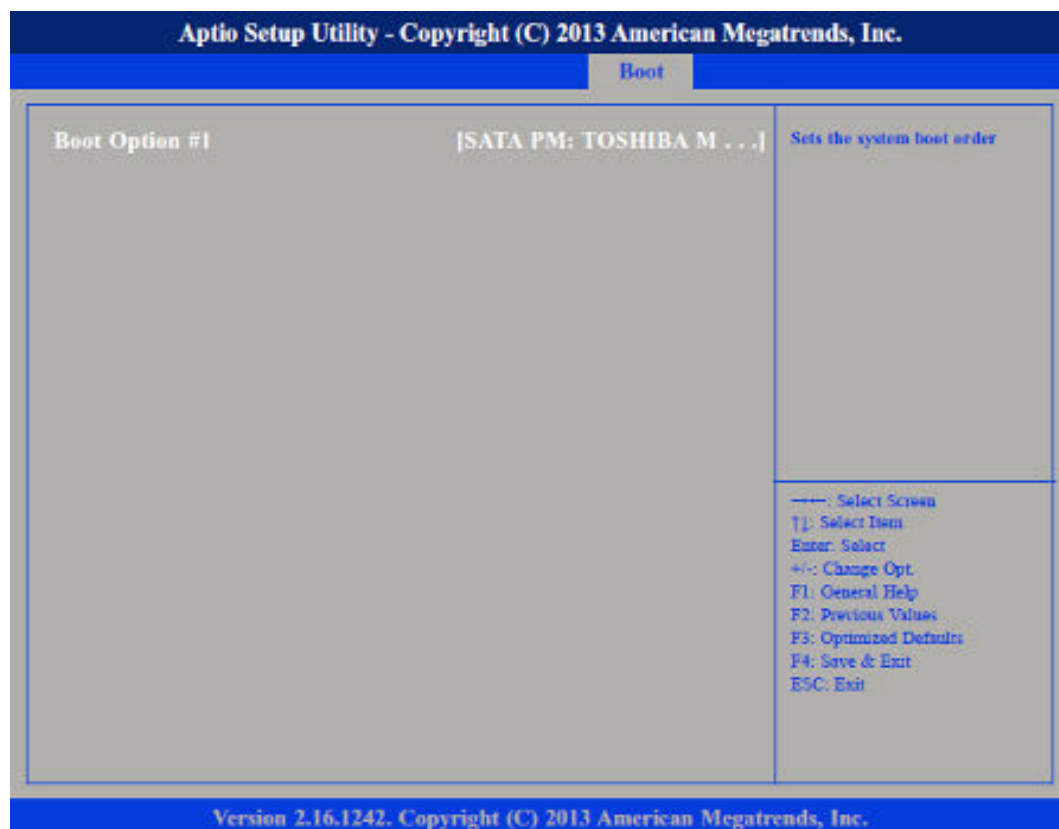 Aptio Setup Utility - Copyright (C) 2013 American Megatrends, Inc.
Boot
Boot Option #1 [SATA PM: TOSHIBA M . . .]
Sets the system boot order
→←: Select Screen
↑↓: Select Item
Enter: Select
+/-: Change Opt.
F1: General Help
F2: Previous Values
F3: Optimized Defaults
F4: Save & Exit
ESC: Exit
Version 2.16.1242. Copyright (C) 2013 American Megatrends, Inc.